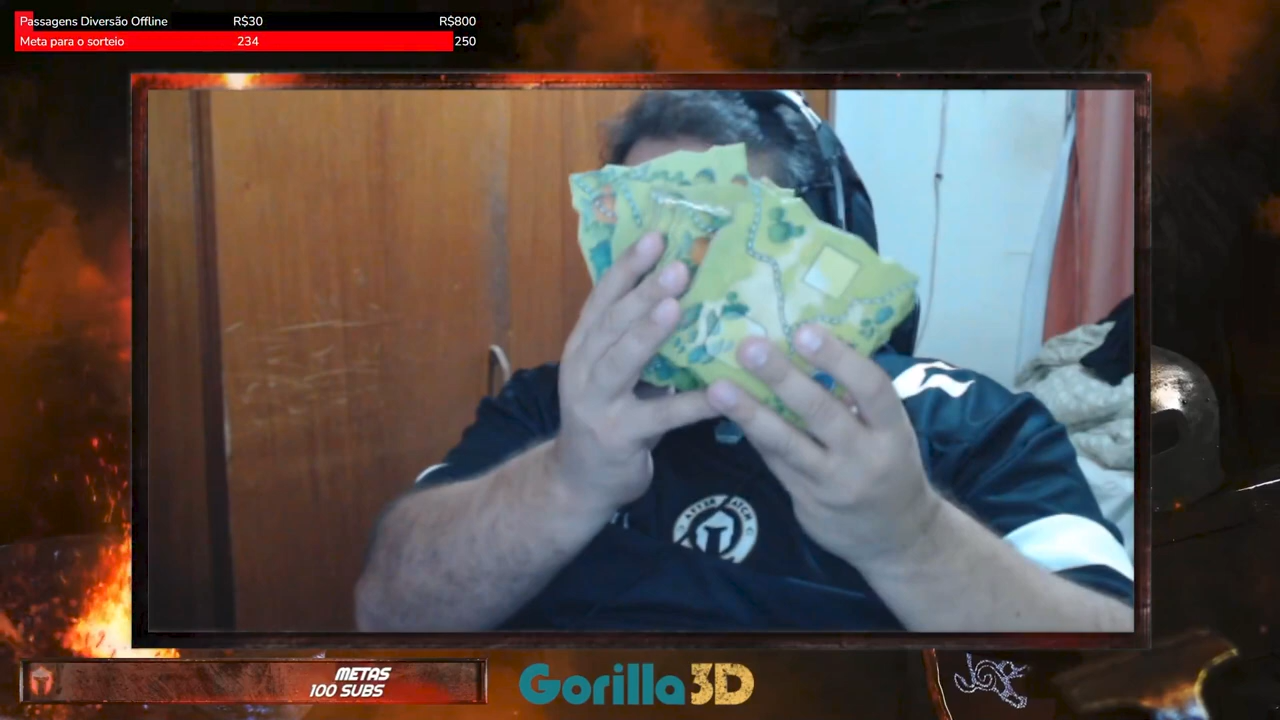 Passagens Diversão Offline R$30 R$800
Meta para o sorteio 234 250
METAS
100 SUBS
Gorilla3D